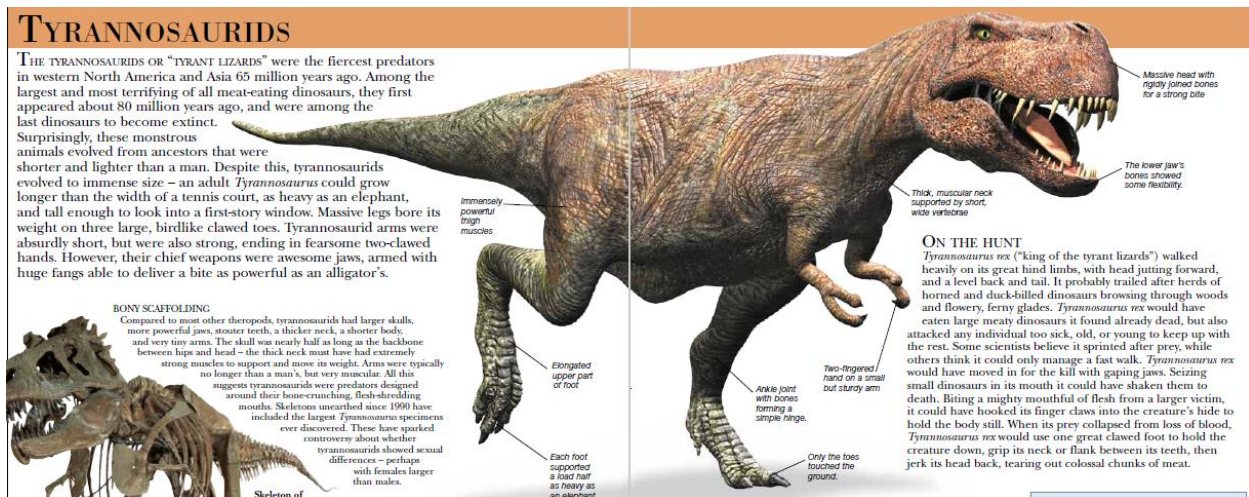 TYRANNOSAURIDS
THE TYRANNOSAURIDS OR “TYRANT LIZARDS” were the fiercest predators
in western North America and Asia 65 million years ago. Among the
largest and most terrifying of all meat-eating dinosaurs, they first
appeared about 80 million years ago, and were among the
last dinosaurs to become extinct.
Surprisingly, these monstrous
animals evolved from ancestors that were
shorter and lighter than a man. Despite this, tyrannosaurids
evolved to immense size – an adult Tyrannosaurus could grow
longer than the width of a tennis court, as heavy as an elephant,
and tall enough to look into a first-story window. Massive legs bore its
weight on three large, birdlike clawed toes. Tyrannosaurid arms were
absurdly short, but were also strong, ending in fearsome two-clawed
hands. However, their chief weapons were awesome jaws, armed with
huge fangs able to deliver a bite as powerful as an alligator’s.
BONY SCAFFOLDING
Compared to most other theropods, tyrannosaurids had larger skulls,
more powerful jaws, stouter teeth, a thicker neck, a shorter body,
and very tiny arms. The skull was nearly half as long as the backbone
between hips and head – the thick neck must have had extremely
strong muscles to support and move its weight. Arms were typically
no longer than a man’s, but very muscular. All this
suggests tyrannosaurids were predators designed
around their bone-crunching, flesh-shredding
mouths. Skeletons unearthed since 1990 have
included the largest Tyrannosaurus specimens
ever discovered. These have sparked
controversy about whether
tyrannosaurids showed sexual
differences – perhaps
with females larger
than males.
Skeleton of
Immensely
powerful
thigh
muscles
Elongated
upper part
of foot
Each foot
supported
a load half
as heavy as
an elephant
Massive head with
rigidly joined bones
for a strong bite
The lower jaw’s
bones showed
some flexibility.
Thick, muscular neck
supported by short,
wide vertebrae
Two-fingered
hand on a small
but sturdy arm
Ankle joint
with bones
forming a
simple hinge.
Only the toes
touched the
ground.
ON THE HUNT
Tyrannosaurus rex (“king of the tyrant lizards”) walked
heavily on its great hind limbs, with head jutting forward,
and a level back and tail. It probably trailed after herds of
horned and duck-billed dinosaurs browsing through woods
and flowery, ferny glades. Tyrannosaurus rex would have
eaten large meaty dinosaurs it found already dead, but also
attacked any individual too sick, old, or young to keep up with
the rest. Some scientists believe it sprinted after prey, while
others think it could only manage a fast walk. Tyrannosaurus rex
would have moved in for the kill with gaping jaws. Seizing
small dinosaurs in its mouth it could have shaken them to
death. Biting a mighty mouthful of flesh from a larger victim,
it could have hooked its finger claws into the creature’s hide to
hold the body still. When its prey collapsed from loss of blood,
Tyrannosaurus rex would use one great clawed foot to hold the
creature down, grip its neck or flank between its teeth, then
jerk its head back, tearing out colossal chunks of meat.